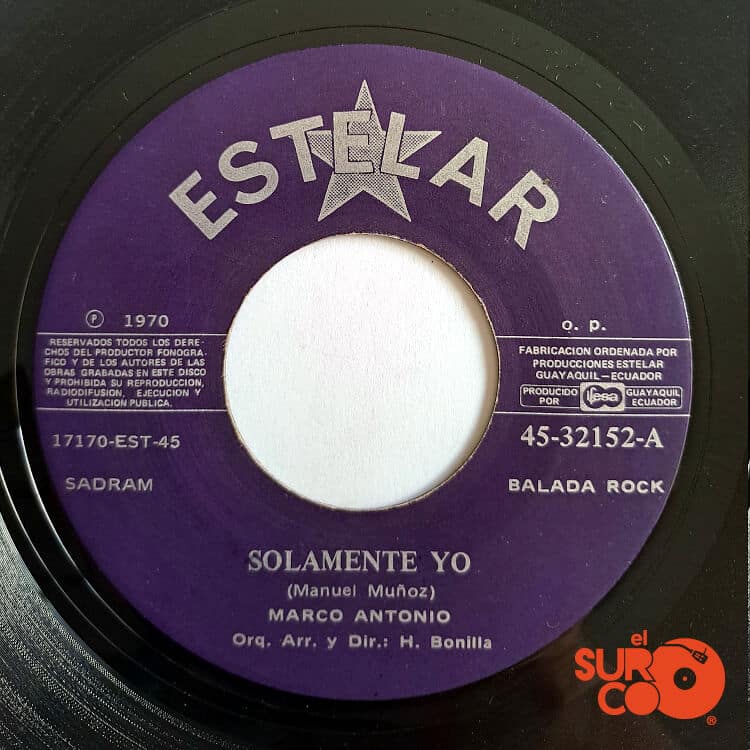 ESTELAR
Ⓟ 1970
RESERVADOS TODOS LOS DERE-
CHOS DEL PRODUCTOR FONOGRA-
FICO Y DE LOS AUTORES DE LAS
OBRAS GRABADAS EN ESTE DISCO
Y PROHIBIDA SU REPRODUCCION,
RADIODIFUSION, EJECUCION Y
UTILIZACION PUBLICA.
17170-EST-45
SADRAM
o. p.
FABRICACION ORDENADA POR
PRODUCCIONES ESTELAR
GUAYAQUIL-ECUADOR
PRODUCIDO POR ifesa GUAYAQUIL ECUADOR
45-32152-A
BALADA ROCK
SOLAMENTE YO
(Manuel Muñoz)
MARCO ANTONIO
Orq. Arr. y Dir.: H. Bonilla
el
SUR
CO
®